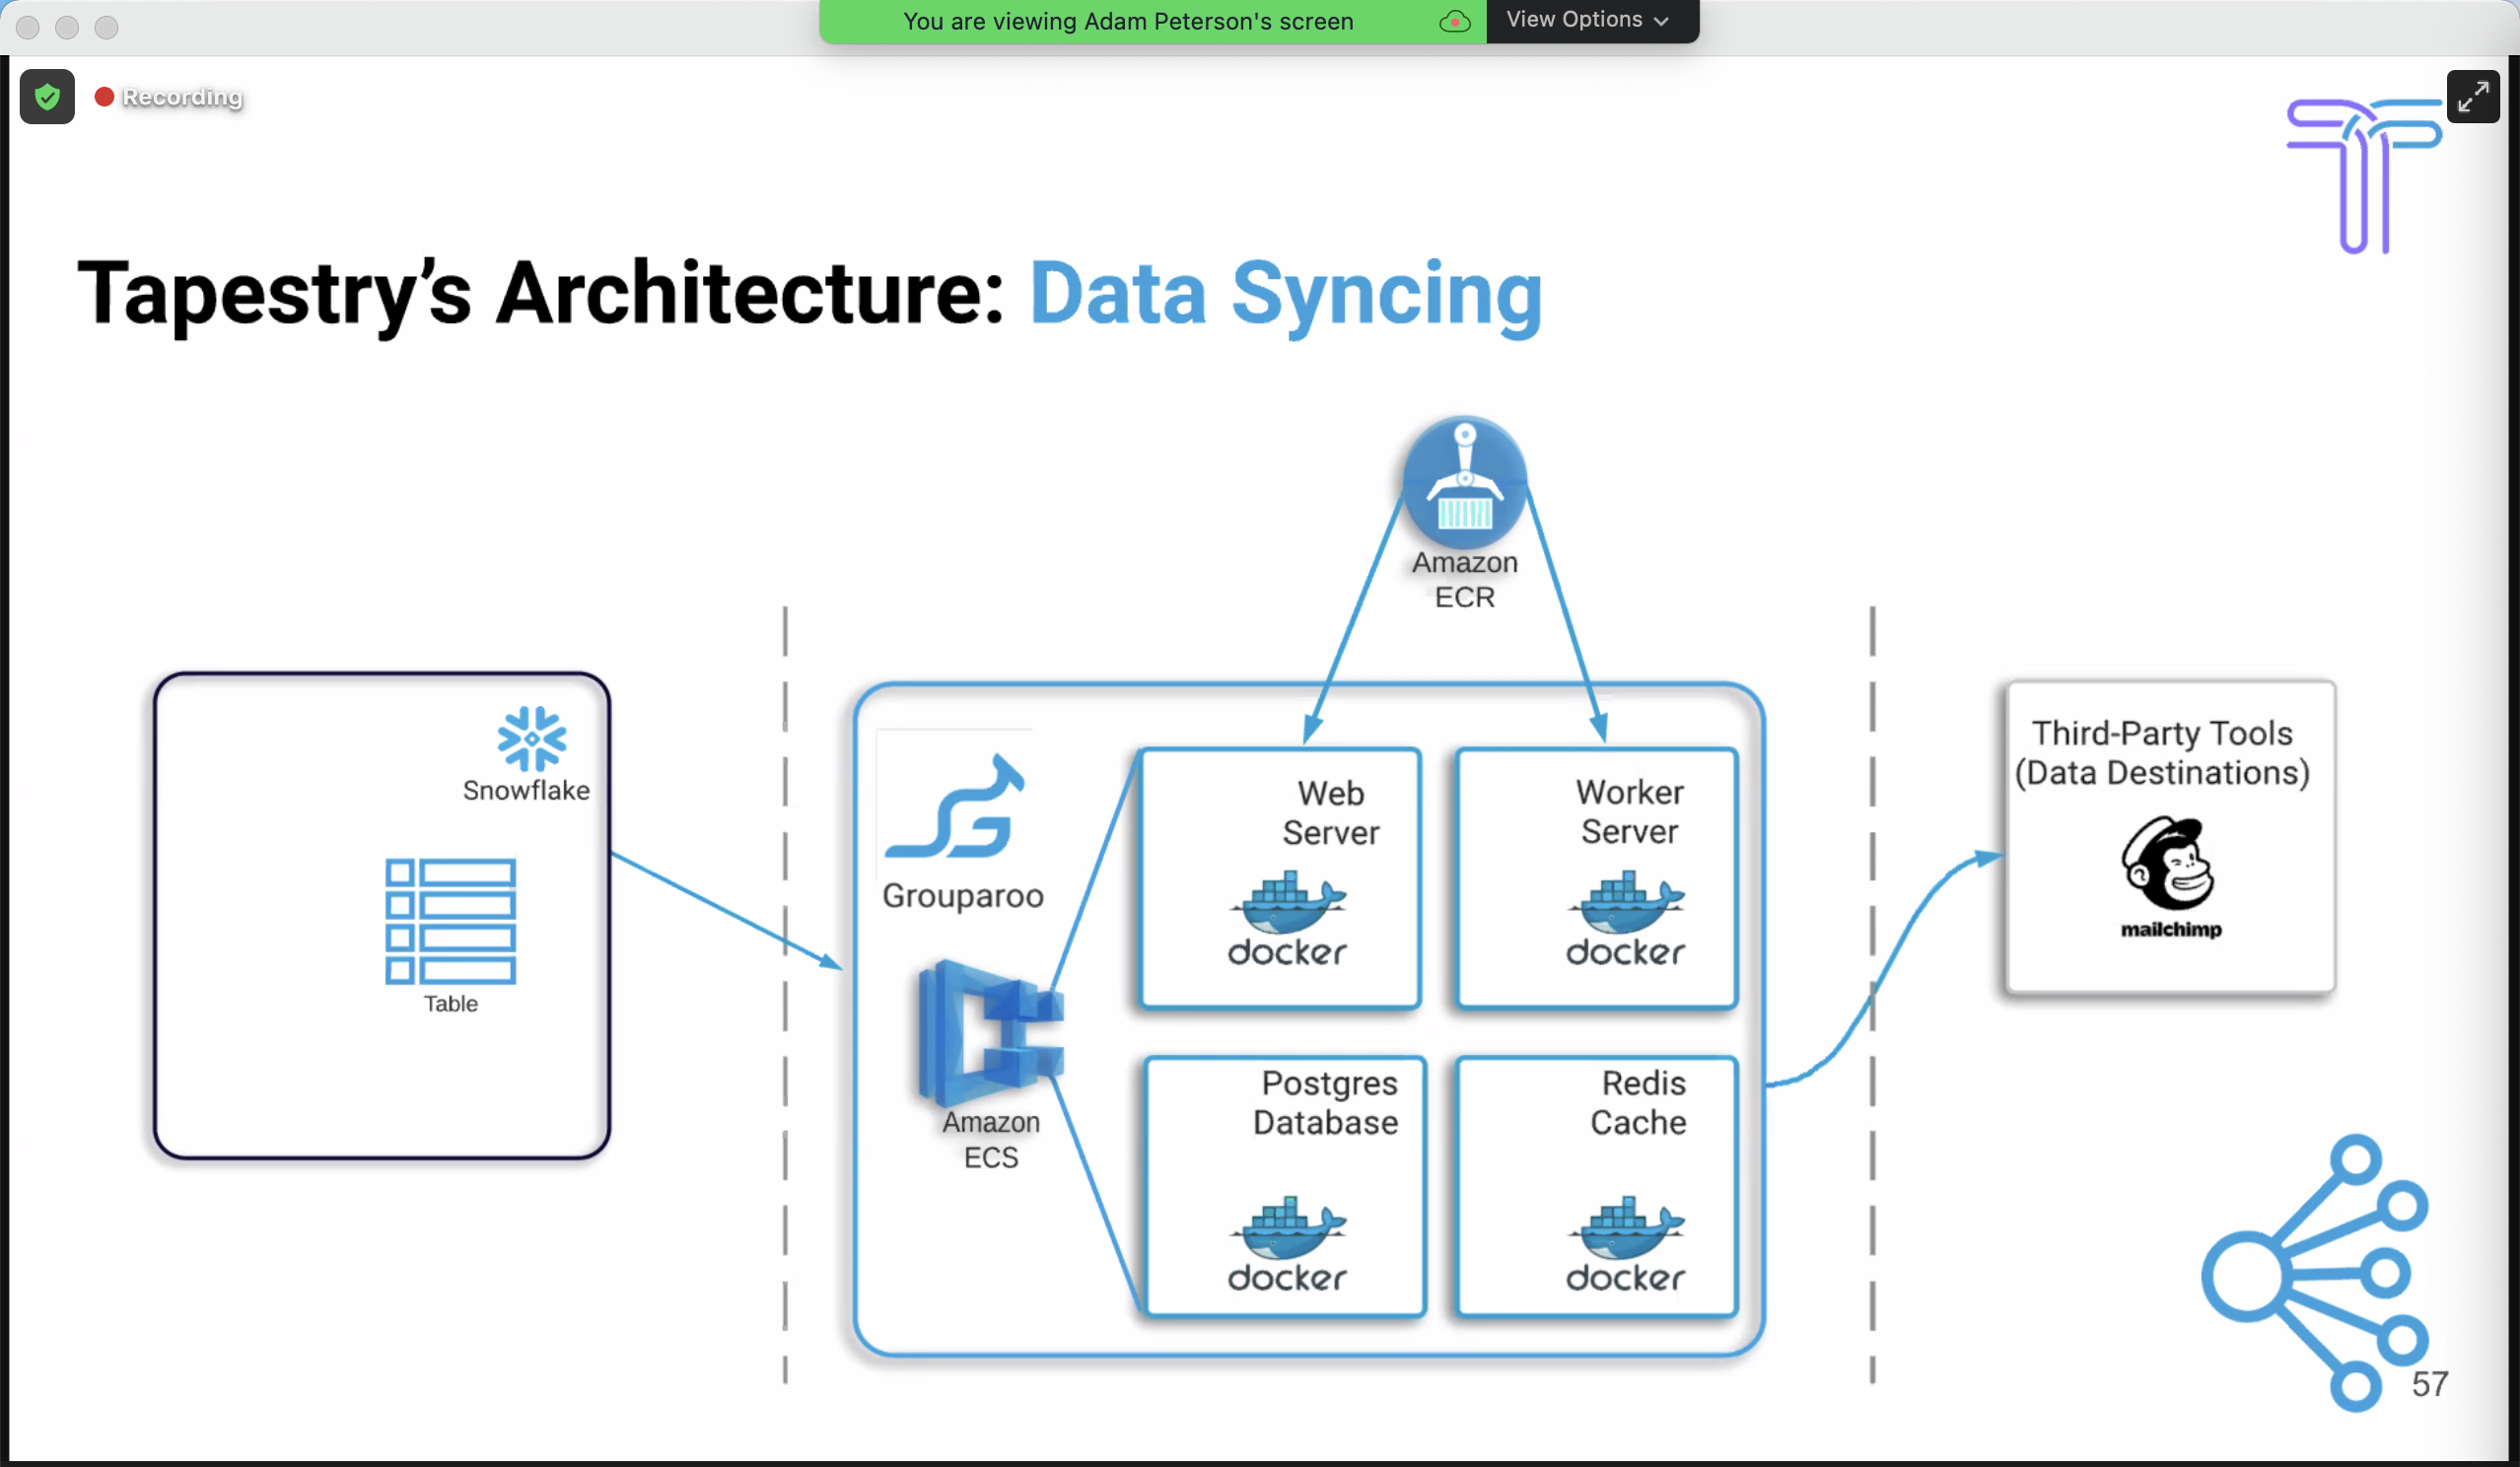 You are viewing Adam Peterson's screen
View Options
Recording
Tapestry’s Architecture: Data Syncing
Amazon
ECR
Snowflake
Table
Grouparoo
Amazon
ECS
Web
Server
docker
Worker
Server
docker
Postgres
Database
docker
Redis
Cache
docker
Third-Party Tools
(Data Destinations)
mailchimp
57